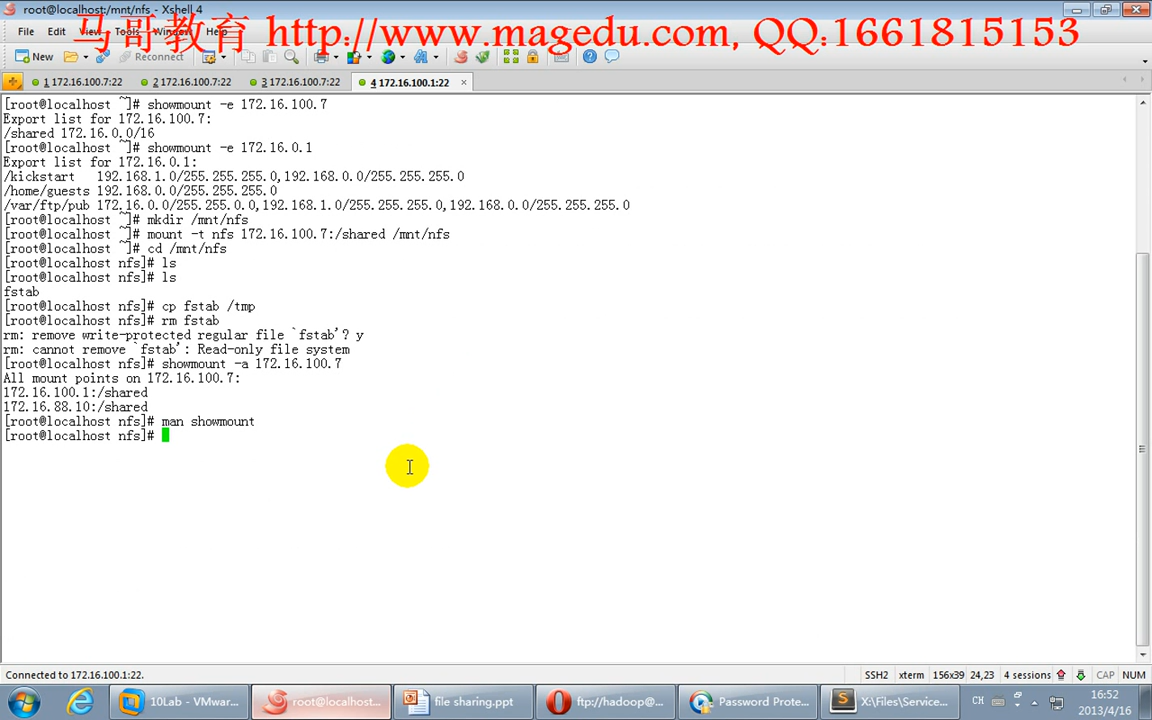 root@localhost:/mnt/nfs - Xshell 4
File Edit View Tools Window Help
马哥教育 http://www.magedu.com, QQ:1661815153
New Reconnect
1 172.16.100.7:22 2 172.16.100.7:22 3 172.16.100.7:22 4 172.16.100.1:22
[root@localhost ~]# showmount -e 172.16.100.7
Export list for 172.16.100.7:
/shared 172.16.0.0/16
[root@localhost ~]# showmount -e 172.16.0.1
Export list for 172.16.0.1:
/kickstart   192.168.1.0/255.255.255.0,192.168.0.0/255.255.255.0
/home/guests 192.168.0.0/255.255.255.0
/var/ftp/pub 172.16.0.0/255.255.0.0,192.168.1.0/255.255.255.0,192.168.0.0/255.255.255.0
[root@localhost ~]# mkdir /mnt/nfs
[root@localhost ~]# mount -t nfs 172.16.100.7:/shared /mnt/nfs
[root@localhost ~]# cd /mnt/nfs
[root@localhost nfs]# ls
[root@localhost nfs]# ls
fstab
[root@localhost nfs]# cp fstab /tmp
[root@localhost nfs]# rm fstab
rm: remove write-protected regular file `fstab'? y
rm: cannot remove `fstab': Read-only file system
[root@localhost nfs]# showmount -a 172.16.100.7
All mount points on 172.16.100.7:
172.16.100.1:/shared
172.16.88.10:/shared
[root@localhost nfs]# man showmount
[root@localhost nfs]#
Connected to 172.16.100.1:22. SSH2 xterm 156x39 24,23 4 sessions CAP NUM
10Lab - VMwar... root@localhost:... file sharing.ppt ftp://hadoop@... Password Prote... X:\Files\Service... CH 16:52
2013/4/16